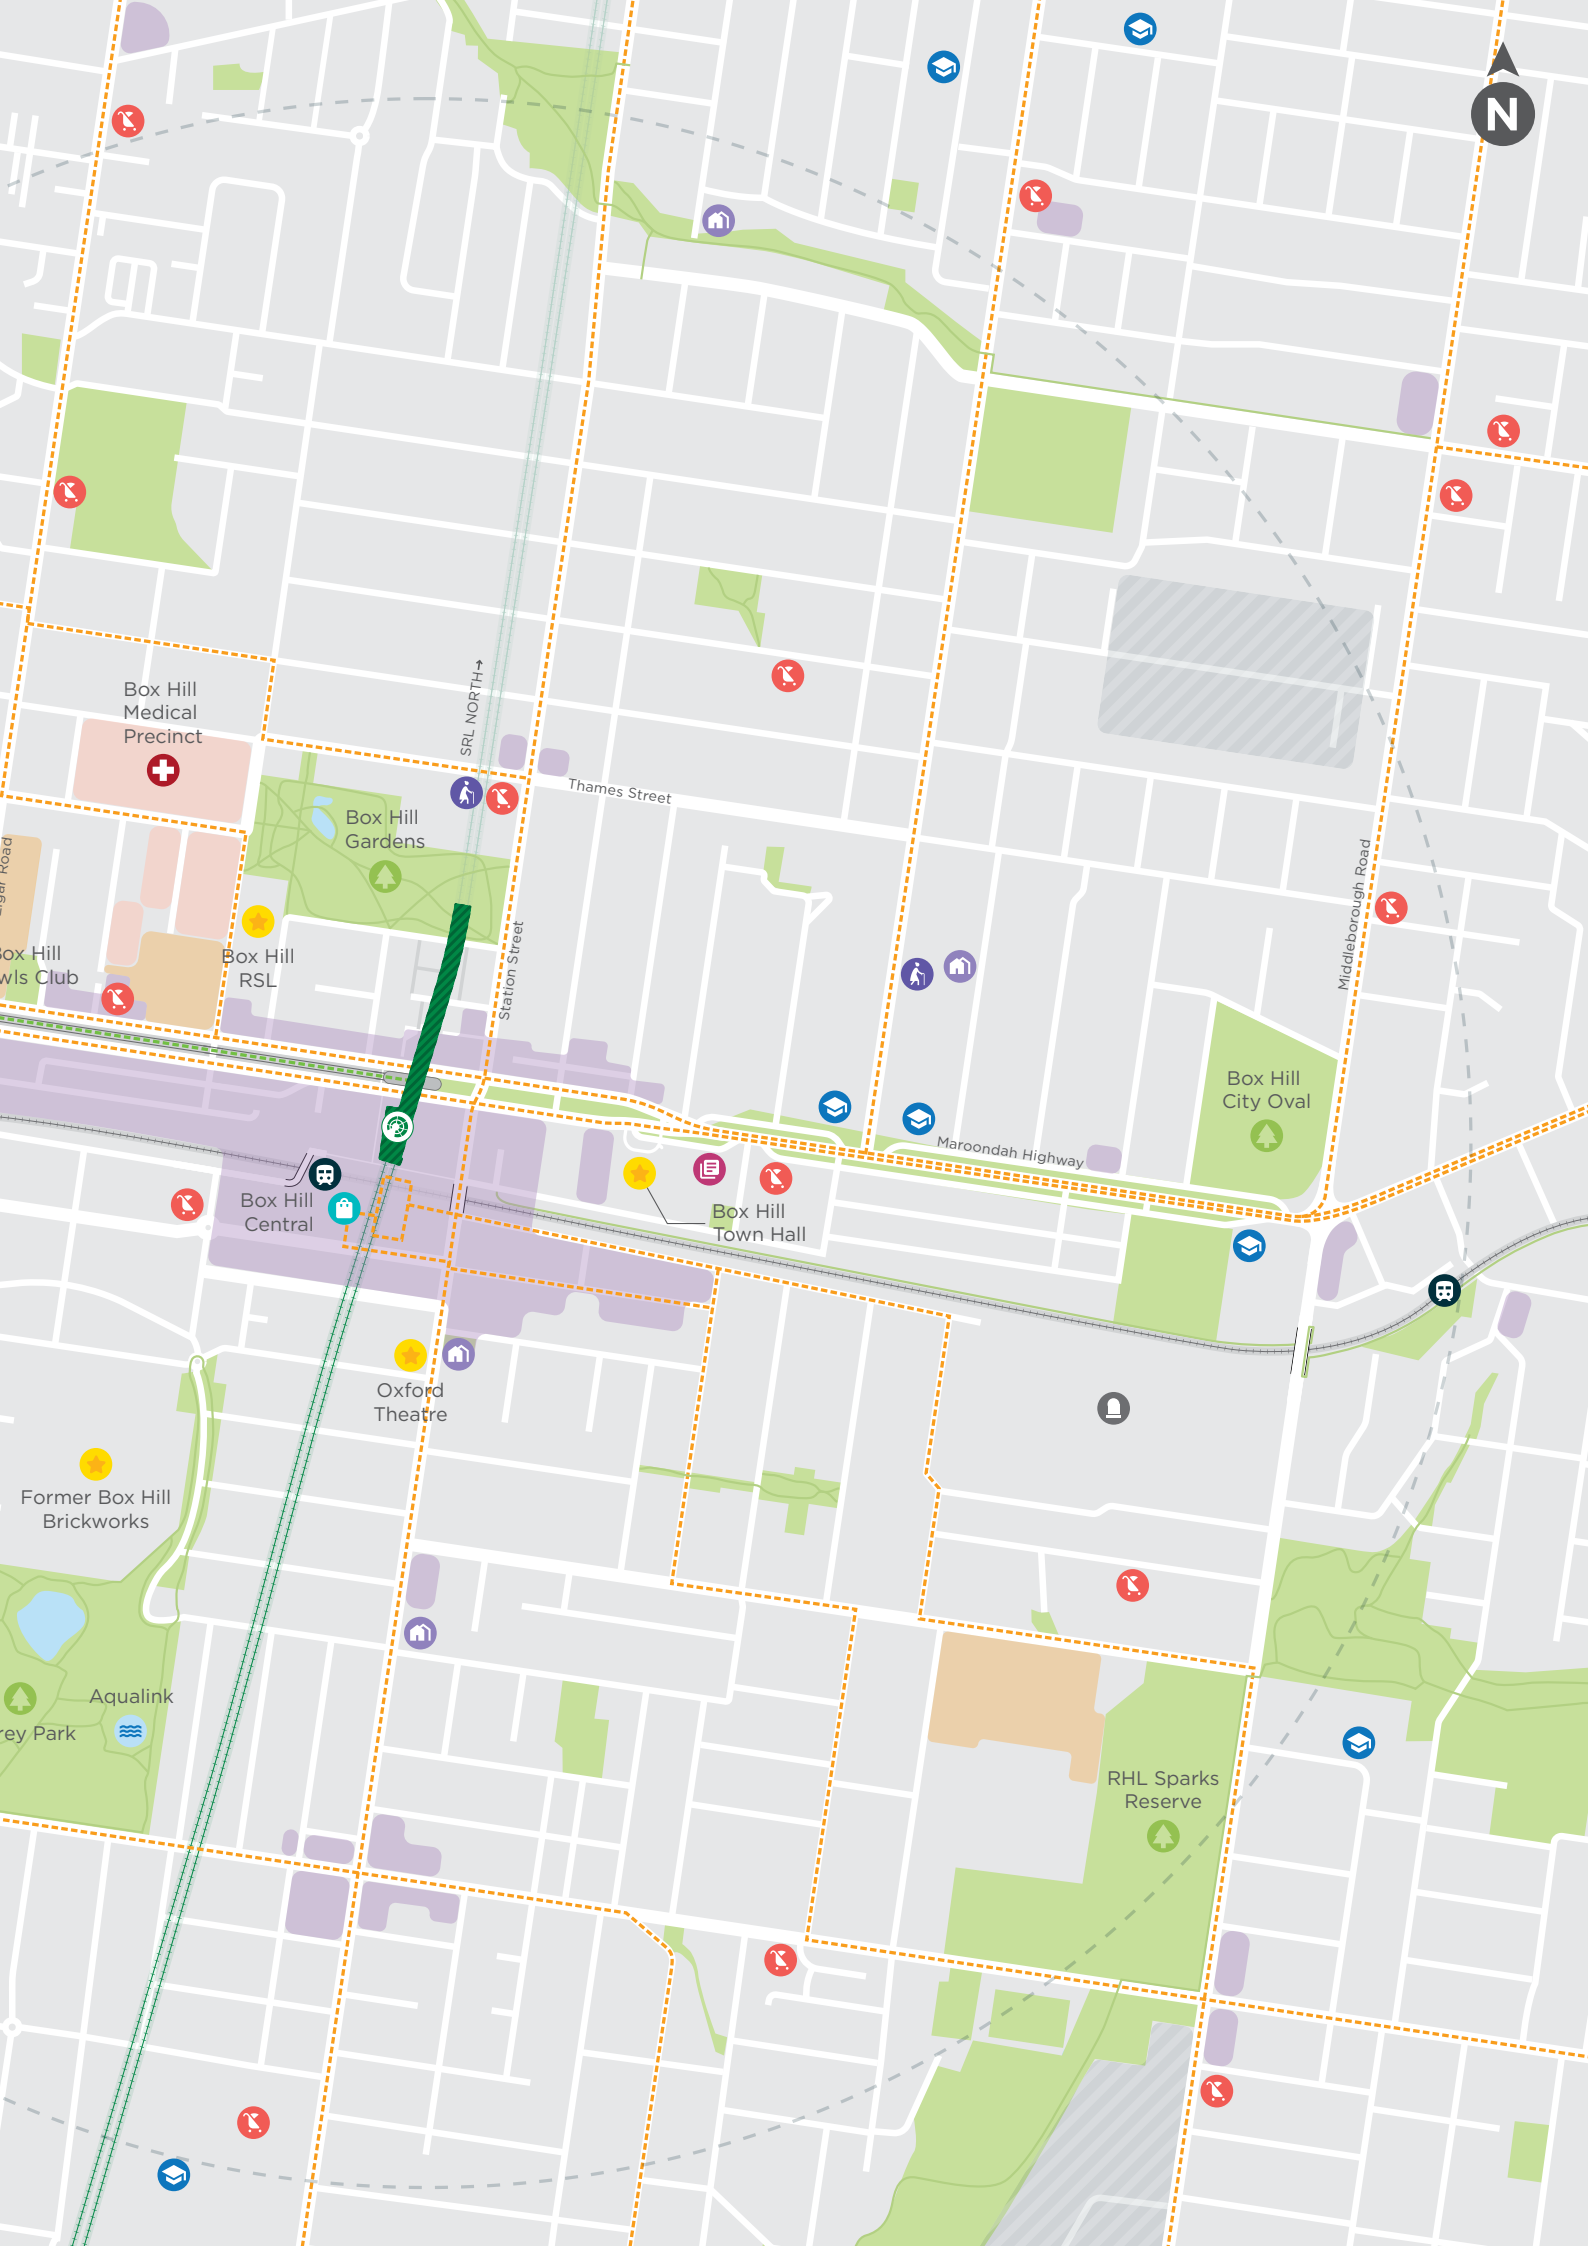 N
Box Hill
Medical
Precinct
SRL NORTH
Thames Street
Box Hill
Gardens
Road
Middleborough Road
Box Hill
RSL
Station Street
Box Hill
City Oval
Maroondah Highway
Box Hill
Central
Box Hill
Town Hall
Oxford
Theatre
Former Box Hill
Brickworks
Aqualink
rey Park
RHL Sparks
Reserve
ox Hill
wls Club